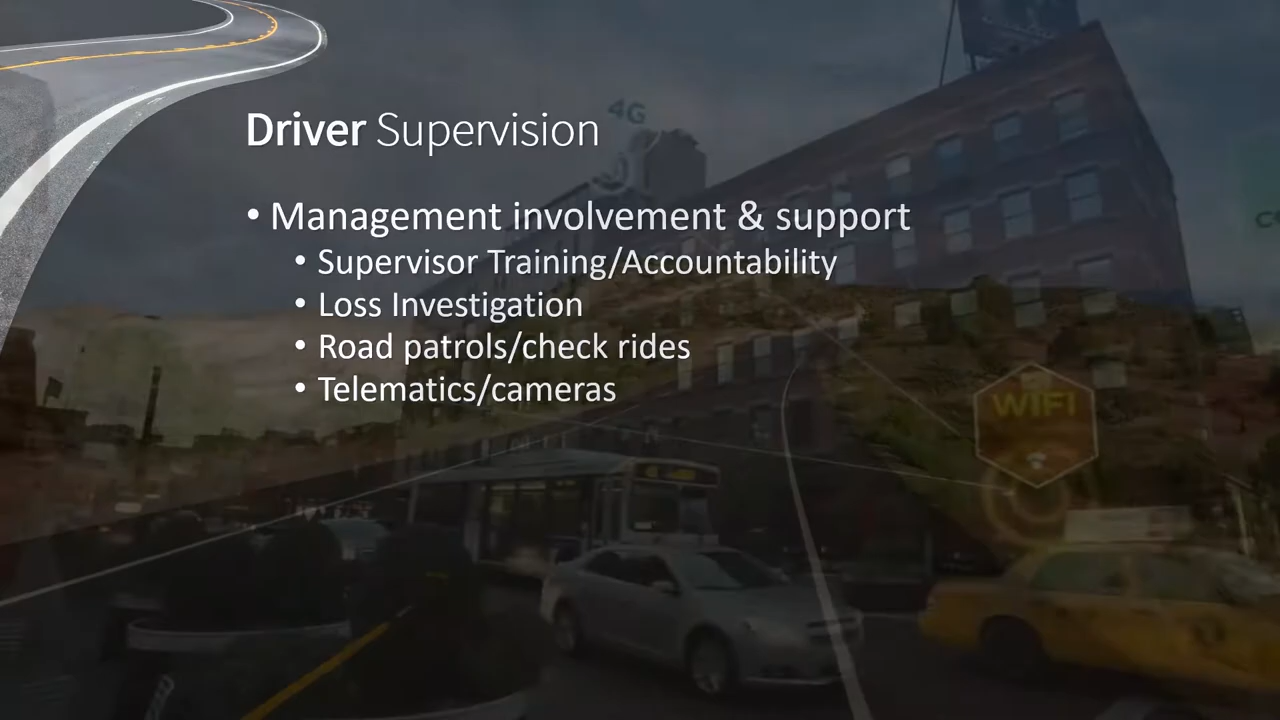 4G
Driver Supervision
• Management involvement & support
• Supervisor Training/Accountability
• Loss Investigation
• Road patrols/check rides
• Telematics/cameras
WIFI